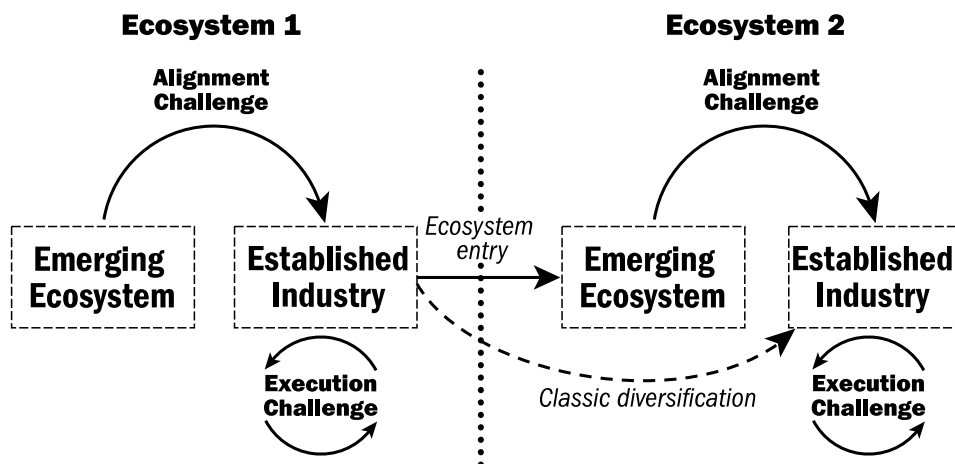 Ecosystem 1
Ecosystem 2
Alignment
Challenge
Alignment
Challenge
Emerging
Ecosystem
Established
Industry
Ecosystem
entry
Emerging
Ecosystem
Established
Industry
Execution
Challenge
Classic diversification
Execution
Challenge